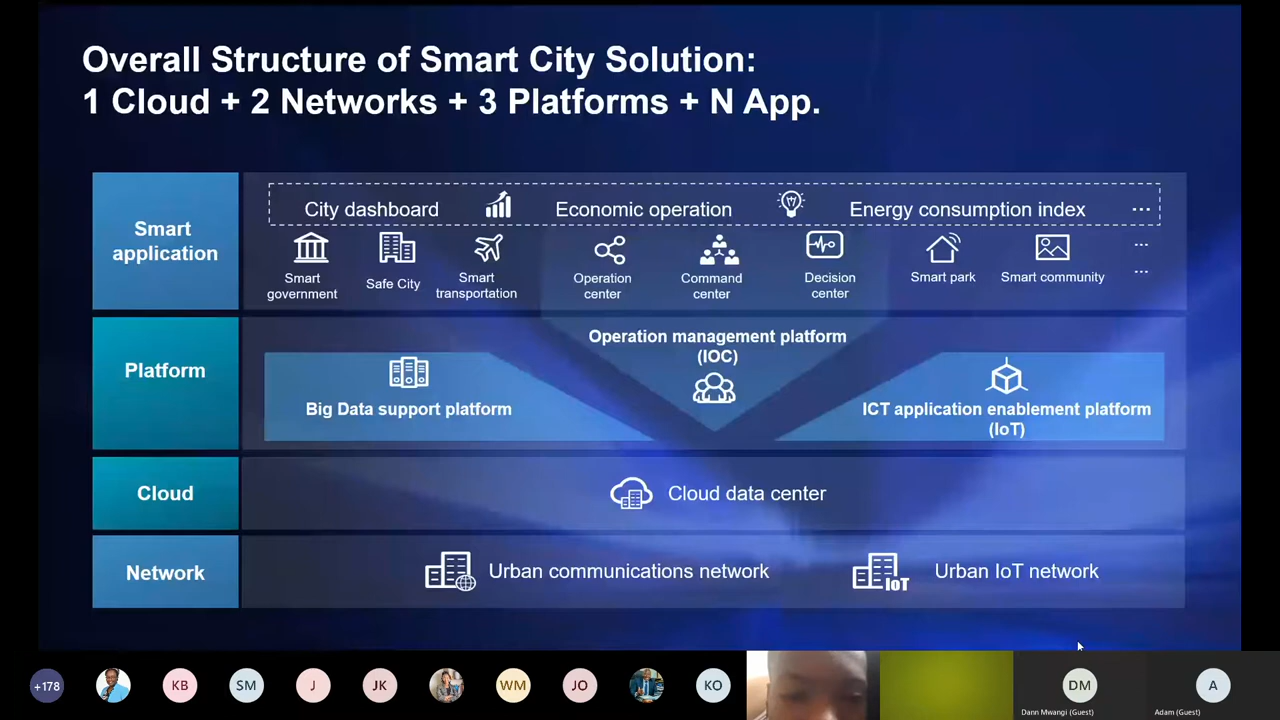 Overall Structure of Smart City Solution:
1 Cloud + 2 Networks + 3 Platforms + N App.
Smart
application
City dashboard
Economic operation
Energy consumption index
...
Smart
government
Safe City
Smart
transportation
Operation
center
Command
center
Decision
center
Smart park
Smart community
...
...
Platform
Operation management platform
(IOC)
Big Data support platform
ICT application enablement platform
(IoT)
Cloud
Cloud data center
Network
Urban communications network
IoT
Urban IoT network
+178
KB
SM
J
JK
WM
JO
KO
DM
Dann Mwangi (Guest)
A
Adam (Guest)